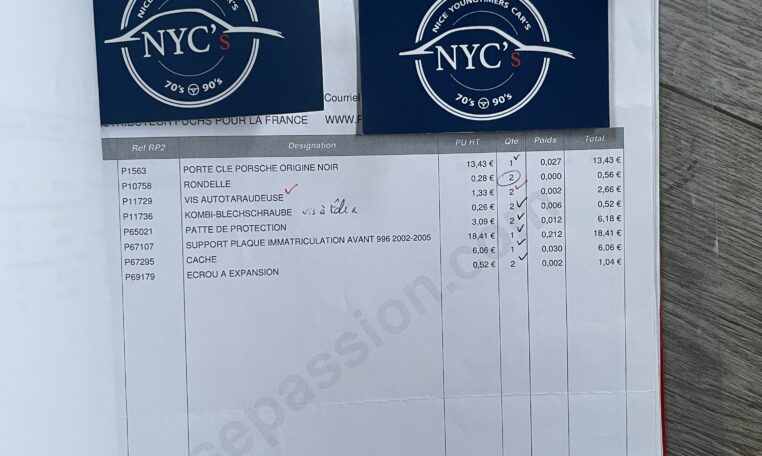 NICE YOUNGTIMERS CAR'S
NYC's
70's 90's
NICE YOUNGTIMERS CAR'S
NYC's
70's 90's
Courriel
FUCHS POUR LA FRANCE WWW.
Ref RP2 Designation PU HT Qte Poids Total
P1563 PORTE CLE PORSCHE ORIGINE NOIR 13,43 € 1 0,027 13,43 €
P10758 RONDELLE 0,28 € 2 0,000 0,56 €
P11729 VIS AUTOTARAUDEUSE 1,33 € 2 0,002 2,66 €
P11736 KOMBI-BLECHSCHRAUBE vis à tôle 0,26 € 2 0,006 0,52 €
P65021 PATTE DE PROTECTION 3,09 € 2 0,012 6,18 €
P67107 SUPPORT PLAQUE IMMATRICULATION AVANT 996 2002-2005 18,41 € 1 0,212 18,41 €
P67295 CACHE 6,06 € 1 0,030 6,06 €
P69179 ECROU A EXPANSION 0,52 € 2 0,002 1,04 €
sepassion.com